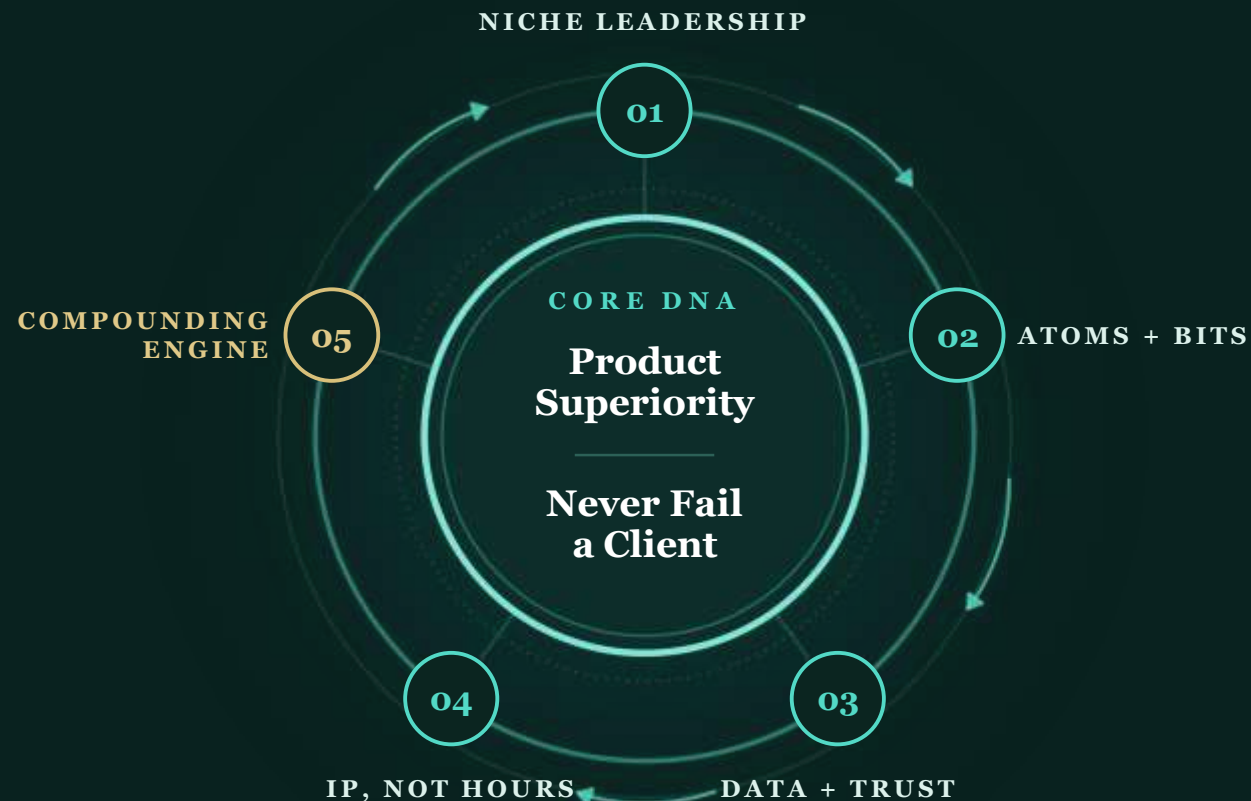 NICHE LEADERSHIP
01
CORE DNA
Product
Superiority
Never Fail
a Client
02
ATOMS + BITS
03
DATA + TRUST
04
IP, NOT HOURS
05
COMPOUNDING
ENGINE